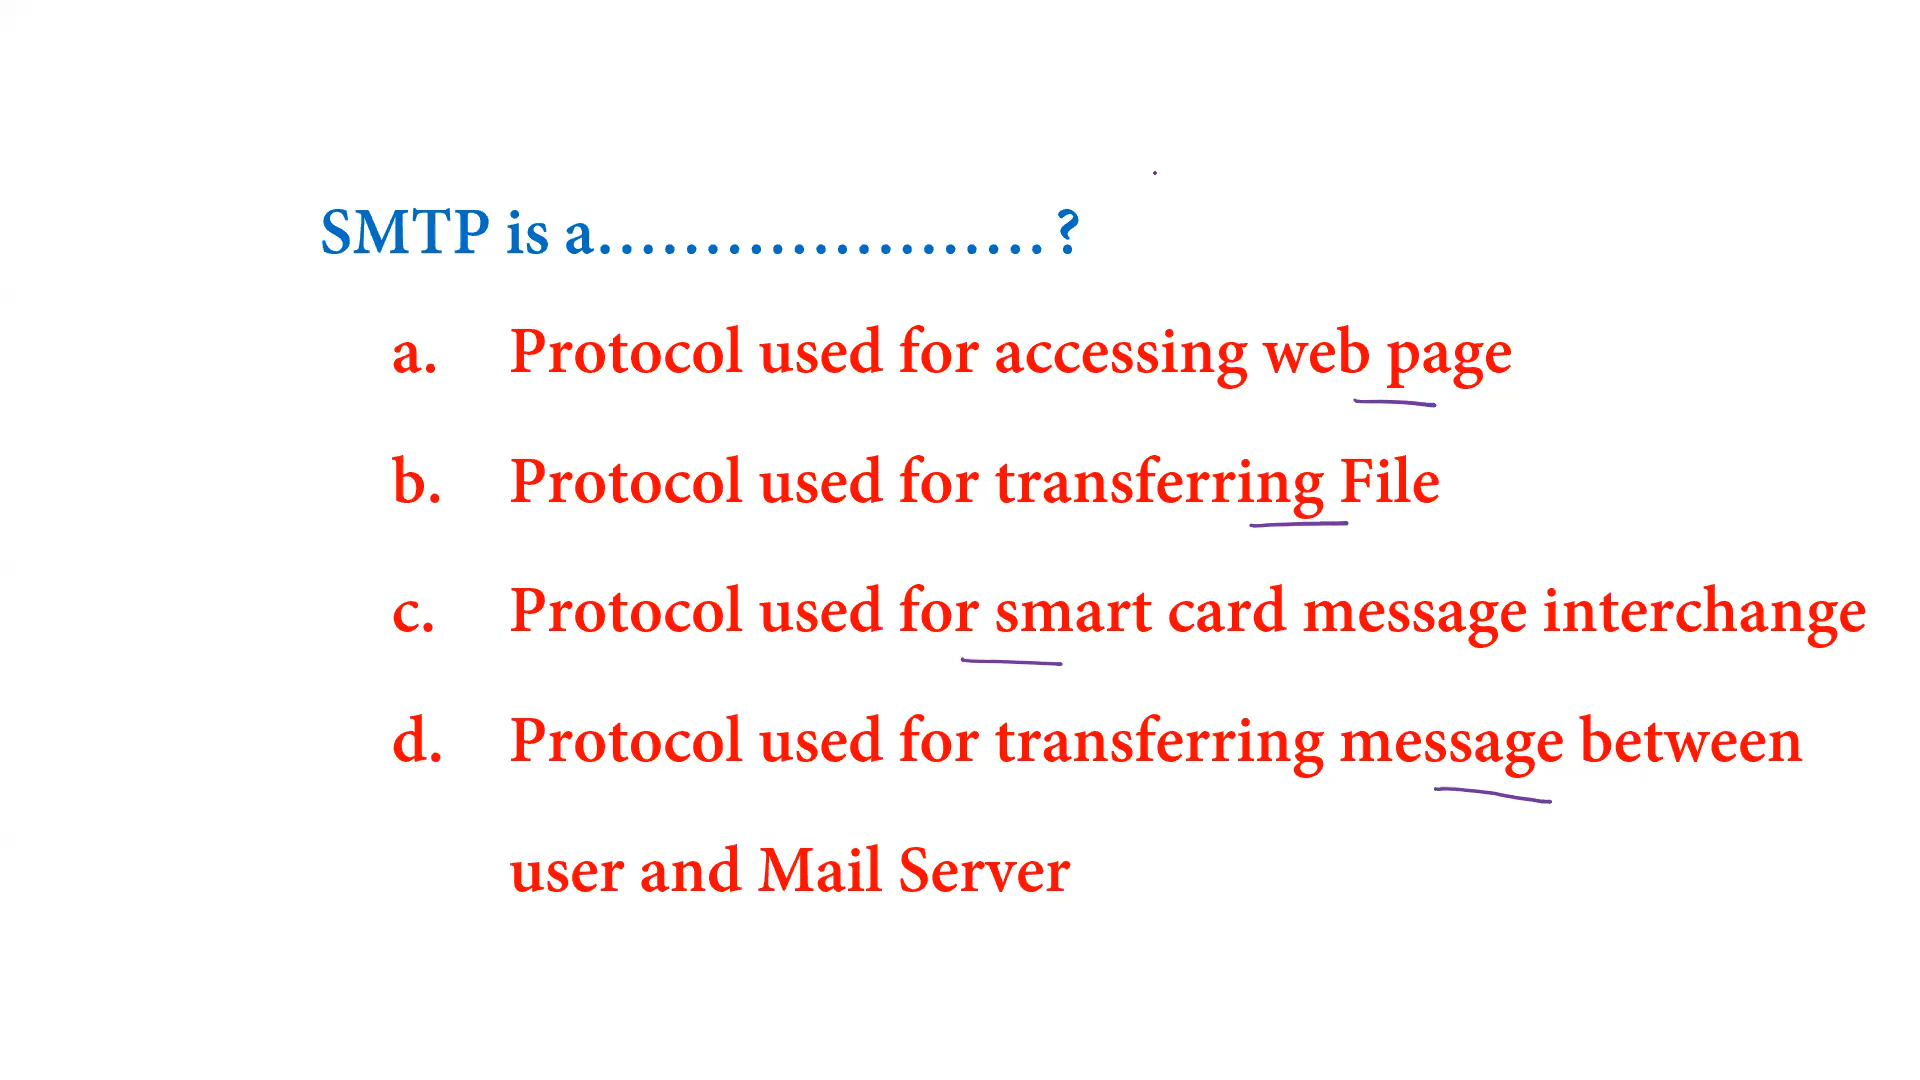 SMTP is a.....................?
a. Protocol used for accessing web page
b. Protocol used for transferring File
c. Protocol used for smart card message interchange
d. Protocol used for transferring message between
user and Mail Server